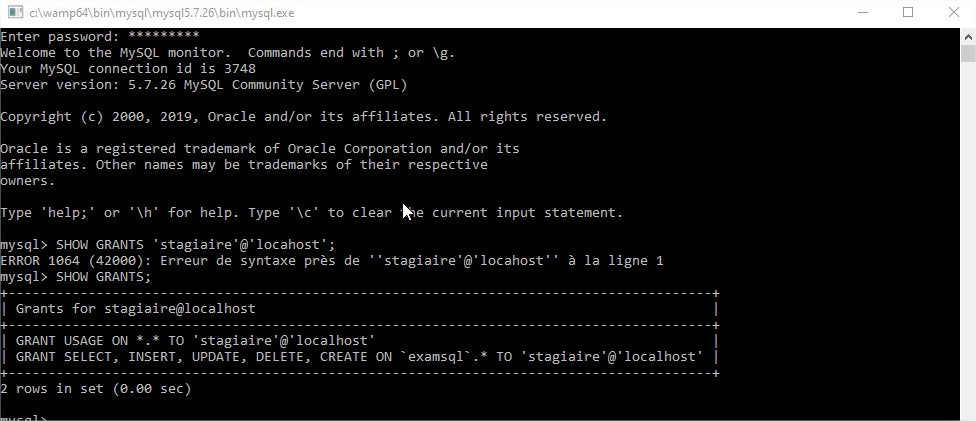 c:\wamp64\bin\mysql\mysql5.7.26\bin\mysql.exe
Enter password: *********
Welcome to the MySQL monitor.  Commands end with ; or \g.
Your MySQL connection id is 3748
Server version: 5.7.26 MySQL Community Server (GPL)

Copyright (c) 2000, 2019, Oracle and/or its affiliates. All rights reserved.

Oracle is a registered trademark of Oracle Corporation and/or its
affiliates. Other names may be trademarks of their respective
owners.

Type 'help;' or '\h' for help. Type '\c' to clear the current input statement.

mysql> SHOW GRANTS 'stagiaire'@'locahost';
ERROR 1064 (42000): Erreur de syntaxe près de ''stagiaire'@'locahost'' à la ligne 1
mysql> SHOW GRANTS;
+-----------------------------------------------------------------------------------------+
| Grants for stagiaire@localhost                                                          |
+-----------------------------------------------------------------------------------------+
| GRANT USAGE ON *.* TO 'stagiaire'@'localhost'                                           |
| GRANT SELECT, INSERT, UPDATE, DELETE, CREATE ON `examsql`.* TO 'stagiaire'@'localhost' |
+-----------------------------------------------------------------------------------------+
2 rows in set (0.00 sec)

mysql>